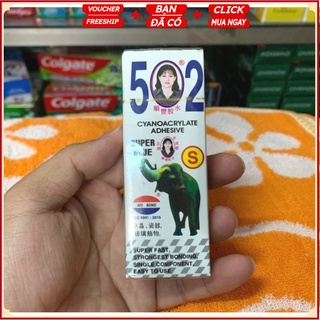 VOUCHER
FREESHIP
BẠN
ĐÃ CÓ
CLICK
MUA NGAY
Colgate
Colgate
502
CYANOACRYLATE
ADHESIVE
SUPER
GLUE
S
SUPER FAST,
STRONGEST BONDING,
SINGLE COMPONENT,
EASY TO USE